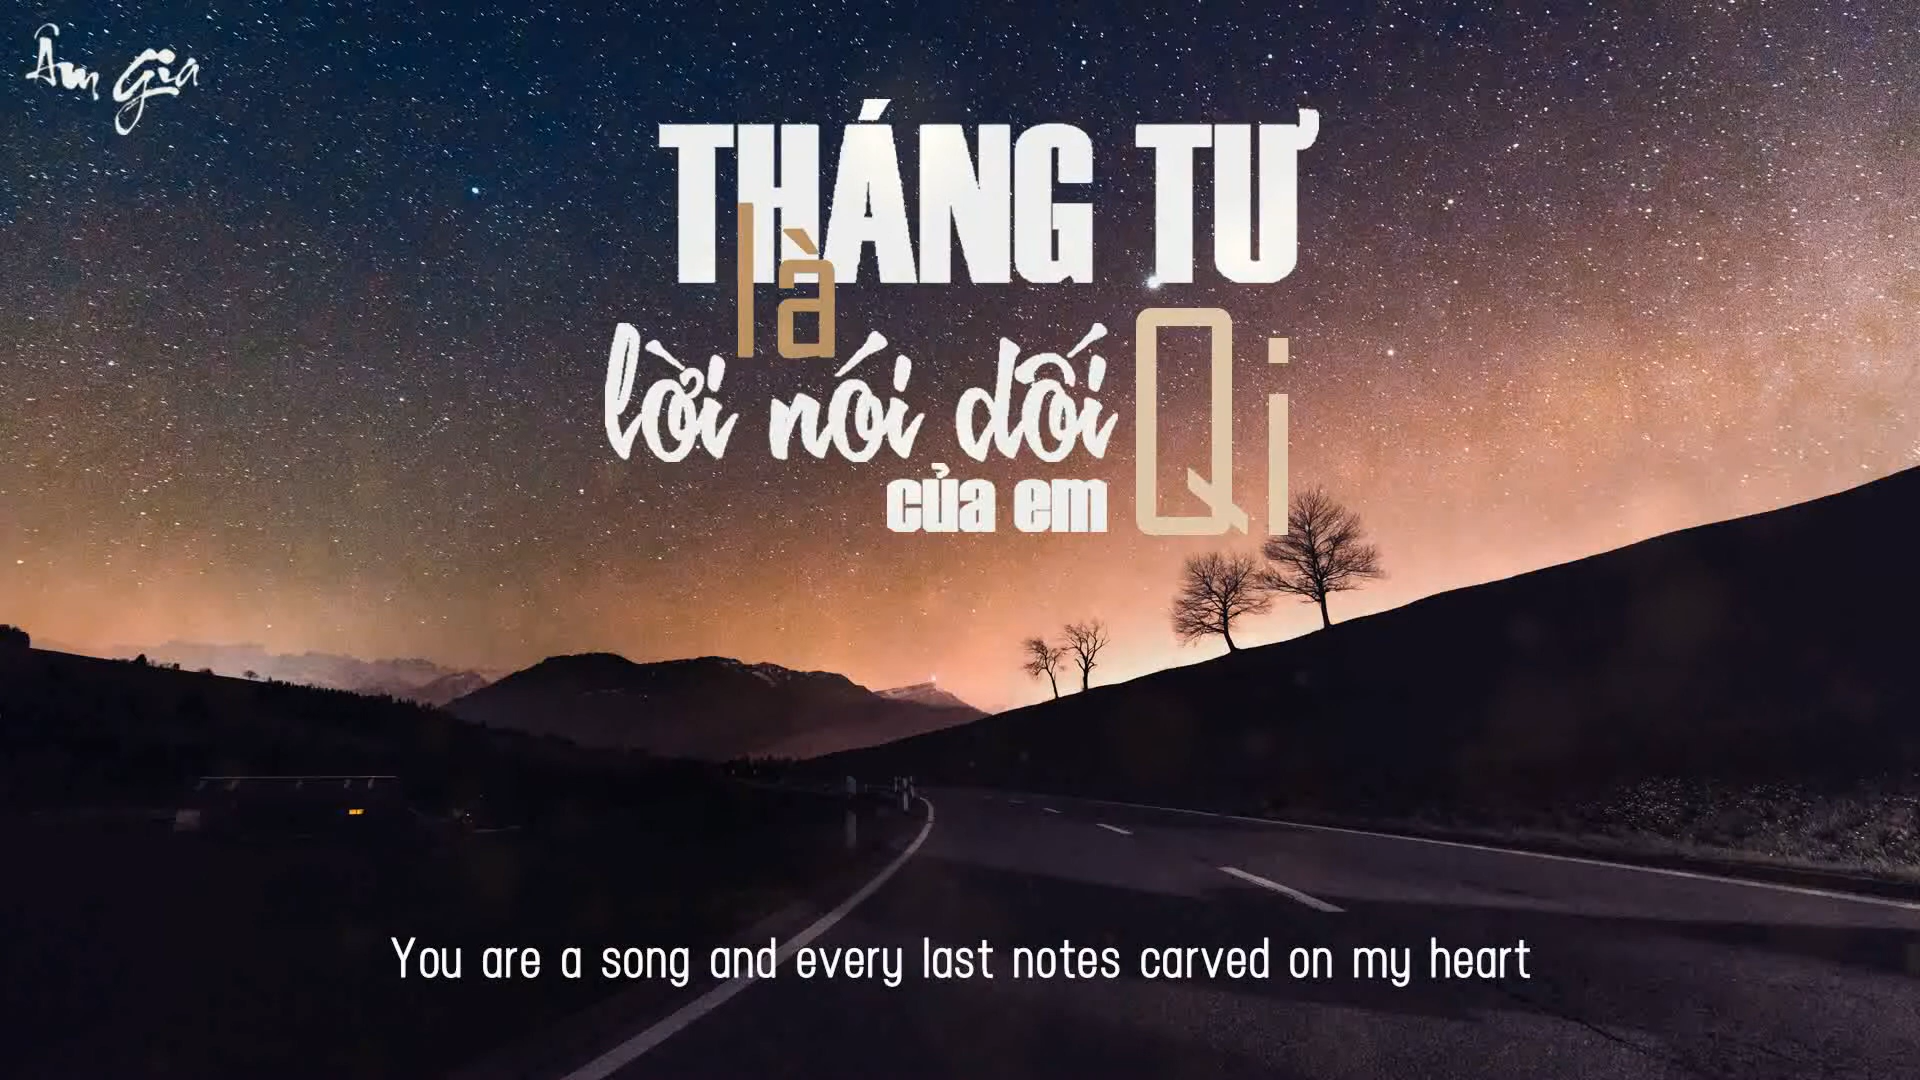 Âm Gia
THÁNG TƯ
là
lời nói dối
của em
Qi
You are a song and every last notes carved on my heart